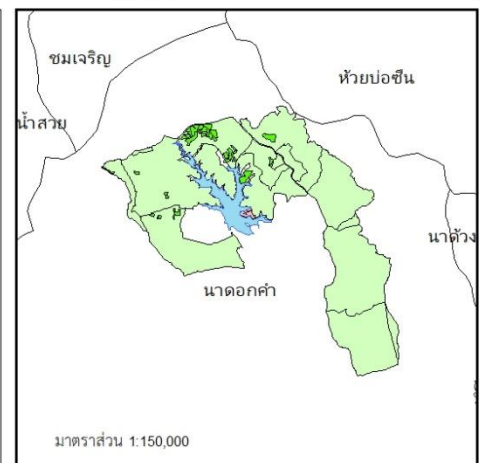 ชมเจริญ
ห้วยบ่อซืน
น้ำสวย
นาด้วง
นาดอกคำ
มาตราส่วน 1:150,000